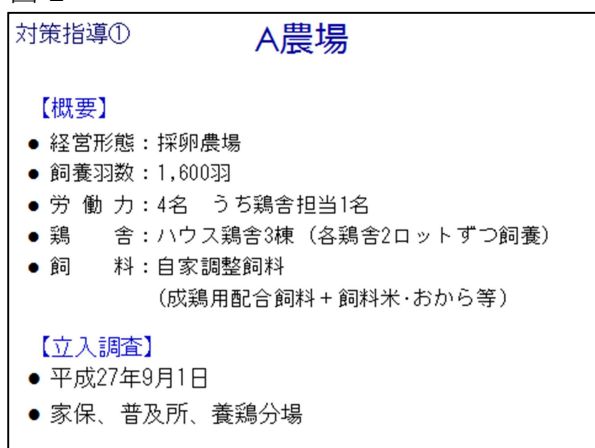 対策指導①
A農場
【概要】
● 経営形態：採卵農場
● 飼養羽数：1,600羽
● 労 働 力：4名　うち鶏舎担当1名
● 鶏　　舎：ハウス鶏舎3棟（各鶏舎2ロットずつ飼養）
● 飼　　料：自家調整飼料
（成鶏用配合飼料＋飼料米・おから等）
【立入調査】
● 平成27年9月1日
● 家保、普及所、養鶏分場